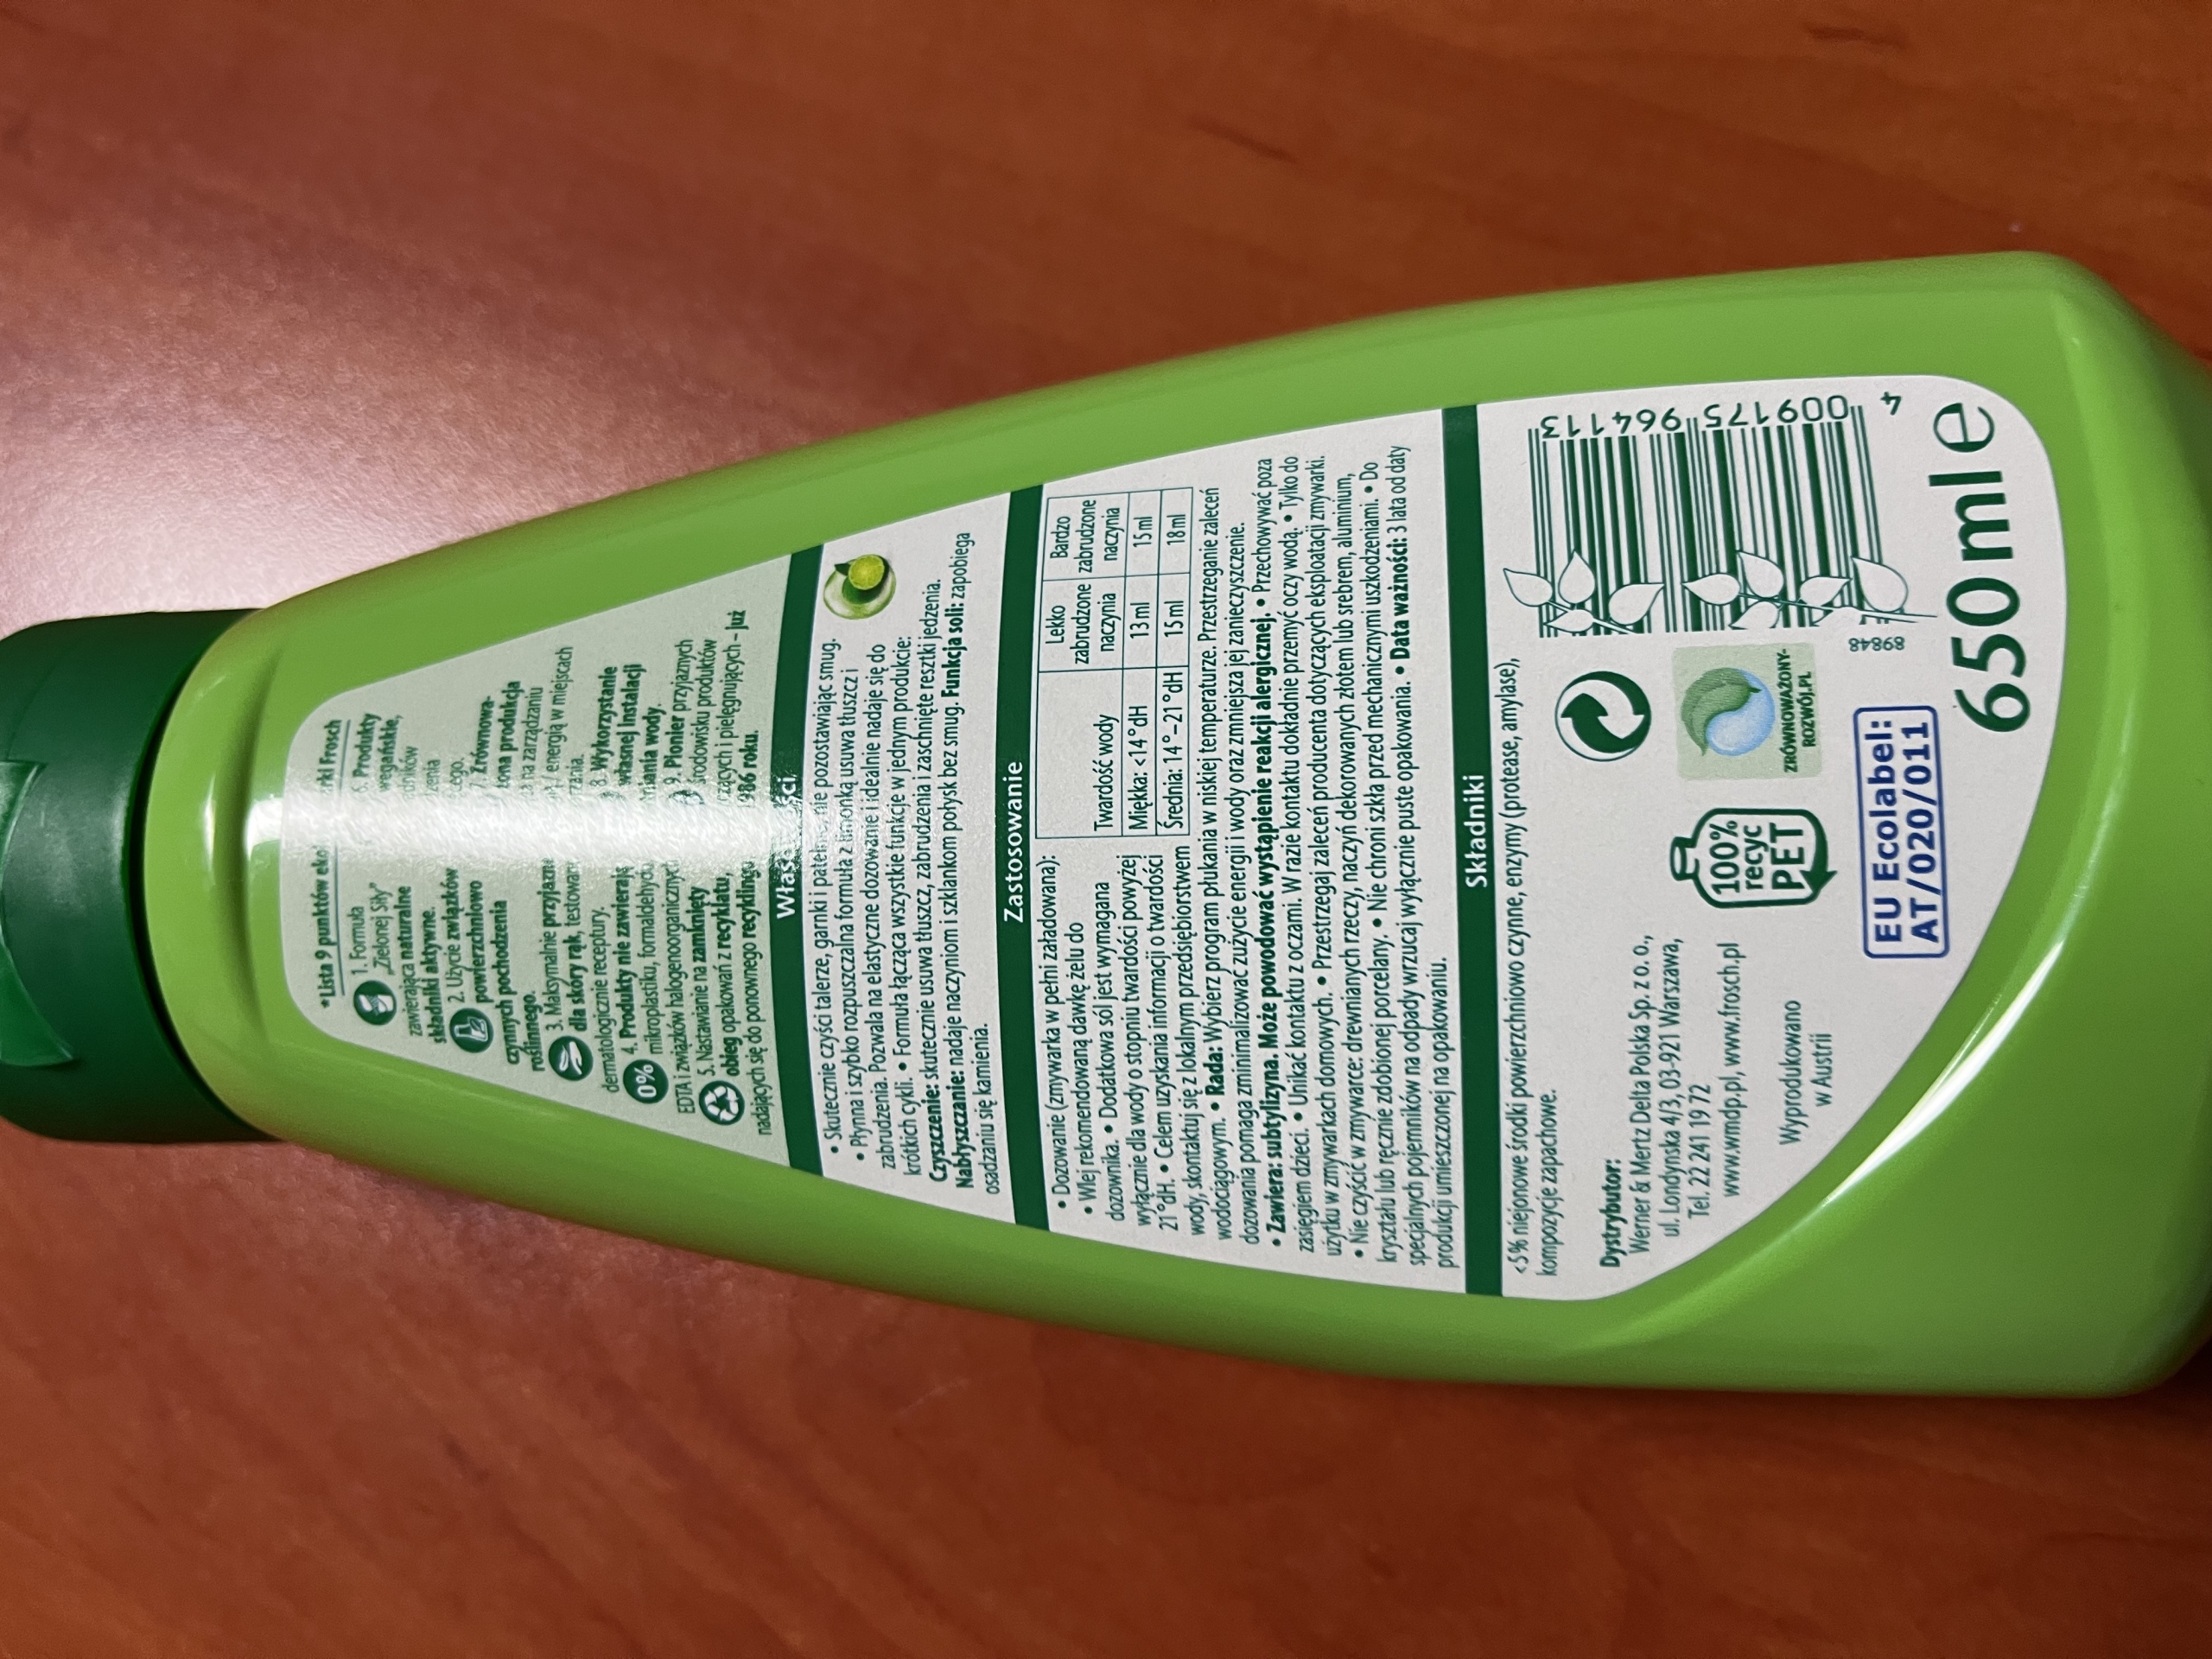 *Lista 9 punktów eko rki Frosch
1. Formuła
„Zielonej Siły”
zawierająca naturalne
składniki aktywne.
2. Użycie związków
powierzchniowo
czynnych pochodzenia
roślinnego.
3. Maksymalnie
dla skóry rąk,
dermatologicznie receptury.
4. Produkty nie zawierają
mikroplastiku, formaldehydu,
EDTA i związków
5. Nastawianie na zamknięty
obieg opakowań z recyklatu,
nadających się do ponownego recyklingu
6. Produkty
wegańskie,
7. Zrównowa-
produkcja
zarządzaniu
energią w miejscach
8. Wykorzystanie
własnej instalacji
wody.
9. Pionier przyjaznych
środowisku produktów
i pielęgnujących – już
1986 roku.
Właściwości
• Skutecznie czyści talerze, garnki i patelnie, nie pozostawiając smug.
• Płynna i szybko rozpuszczalna formuła z limonką usuwa tłuszcz i
zabrudzenia. Pozwala na elastyczne dozowanie i idealnie nadaje się do
krótkich cykli. • Formuła łącząca wszystkie funkcje w jednym produkcie:
Czyszczenie: skutecznie usuwa tłuszcz, zabrudzenia i zaschnięte resztki jedzenia.
Nabłyszczanie: nadaje naczyniom i szklankom połysk bez smug. Funkcja soli: zapobiega
osadzaniu się kamienia.
Zastosowanie
• Dozowanie (zmywarka w pełni załadowana):
• Wlej rekomendowaną dawkę żelu do
dozownika. • Dodatkowa sól jest wymagana
wyłącznie dla wody o stopniu twardości powyżej
21°dH. • Celem uzyskania informacji o twardości
wody, skontaktuj się z lokalnym przedsiębiorstwem
Twardość wody Lekko zabrudzone naczynia Bardzo zabrudzone naczynia
Miękka: <14°dH 13 ml 15 ml
Średnia: 14°–21°dH 15 ml 18 ml
wodociągowym. • Rada: Wybierz program płukania w niskiej temperaturze. Przestrzeganie zaleceń
dozowania pomaga zminimalizować zużycie energii i wody oraz zmniejsza jej zanieczyszczenie.
• Zawiera: subtylizyna. Może powodować wystąpienie reakcji alergicznej. • Przechowywać poza
zasięgiem dzieci. • Unikać kontaktu z oczami. W razie kontaktu dokładnie przemyć oczy wodą. • Tylko do
użytku w zmywarkach domowych. • Przestrzegaj zaleceń producenta dotyczących eksploatacji zmywarki.
• Nie czyścić w zmywarce: drewnianych rzeczy, naczyń dekorowanych złotem lub srebrem, aluminium,
kryształu lub ręcznie zdobionej porcelany. • Nie chroni szkła przed mechanicznymi uszkodzeniami. • Do
specjalnych pojemników na odpady wrzucaj wyłącznie puste opakowania. • Data ważności: 3 lata od daty
produkcji umieszczonej na opakowaniu.
Składniki
<5% niejonowe środki powierzchniowo czynne, enzymy (protease, amylase),
kompozycje zapachowe.
Dystrybutor:
Werner & Mertz Delta Polska Sp. z o. o.,
ul. Londyńska 4/3, 03-921 Warszawa,
Tel. 22 241 19 72
www.wmdp.pl, www.frosch.pl
Wyprodukowano
w Austrii
0%
100%
recyc
PET
ZRÓWNOWAŻONY-
ROZWÓJ.PL
EU Ecolabel:
AT/020/011
89848
4 009175 964113
650 ml e